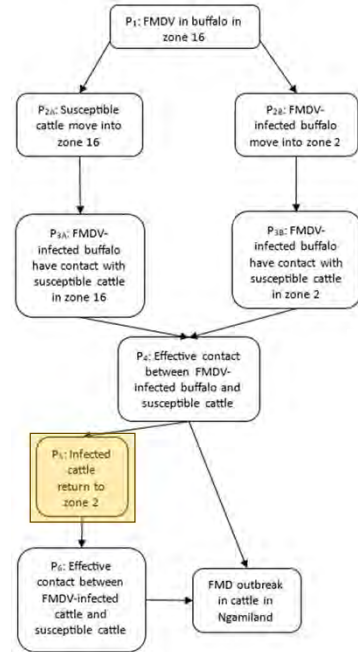 P₁: FMDV in buffalo in
zone 16
P₂ₐ: Susceptible
cattle move into
zone 16
P₂ʙ: FMDV-
infected buffalo
move into zone 2
P₃ₐ: FMDV-
infected buffalo
have contact with
susceptible cattle
in zone 16
P₃ʙ: FMDV-
infected buffalo
have contact with
susceptible cattle
in zone 2
P₄: Effective contact
between FMDV-
infected buffalo and
susceptible cattle
P₅: Infected
cattle
return to
zone 2
P₆: Effective
contact between
FMDV-infected
cattle and
susceptible cattle
FMD outbreak
in cattle in
Ngamiland